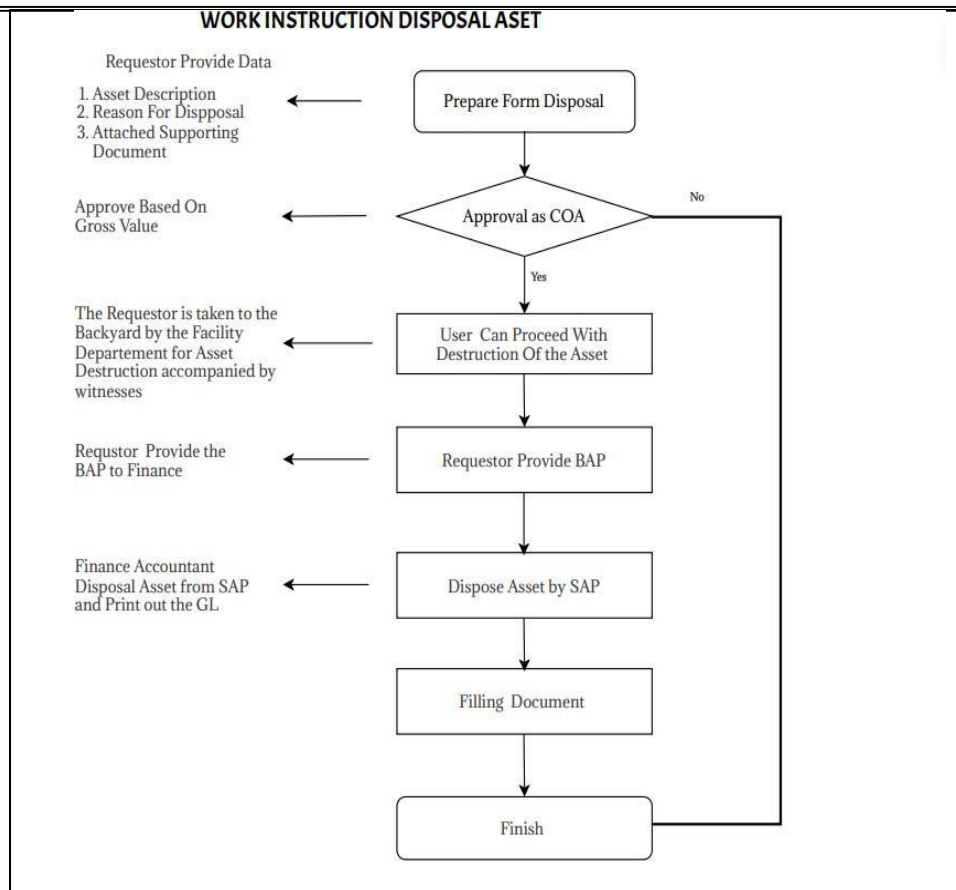 WORK INSTRUCTION DISPOSAL ASET
Requestor Provide Data
1. Asset Description
2. Reason For Dispposal
3. Attached Supporting
Document
Prepare Form Disposal
Approve Based On
Gross Value
Approval as COA
No
Yes
The Requestor is taken to the
Backyard by the Facility
Departement for Asset
Destruction accompanied by
witnesses
User Can Proceed With
Destruction Of the Asset
Requstor Provide the
BAP to Finance
Requestor Provide BAP
Finance Accountant
Disposal Asset from SAP
and Print out the GL
Dispose Asset by SAP
Filling Document
Finish